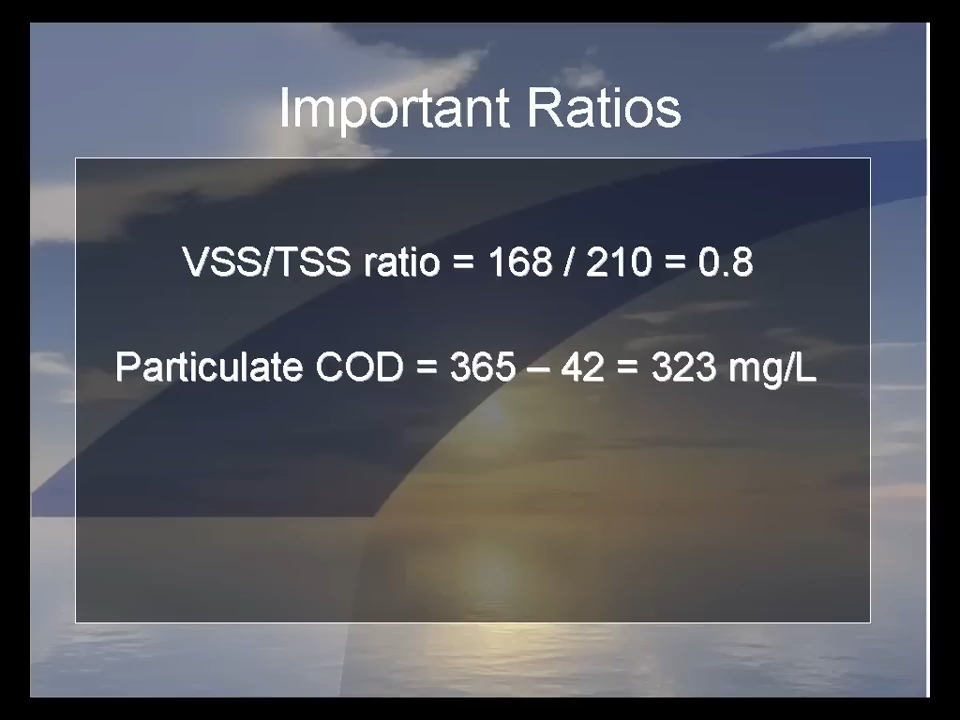 Important Ratios
VSS/TSS ratio = 168 / 210 = 0.8
Particulate COD = 365 – 42 = 323 mg/L